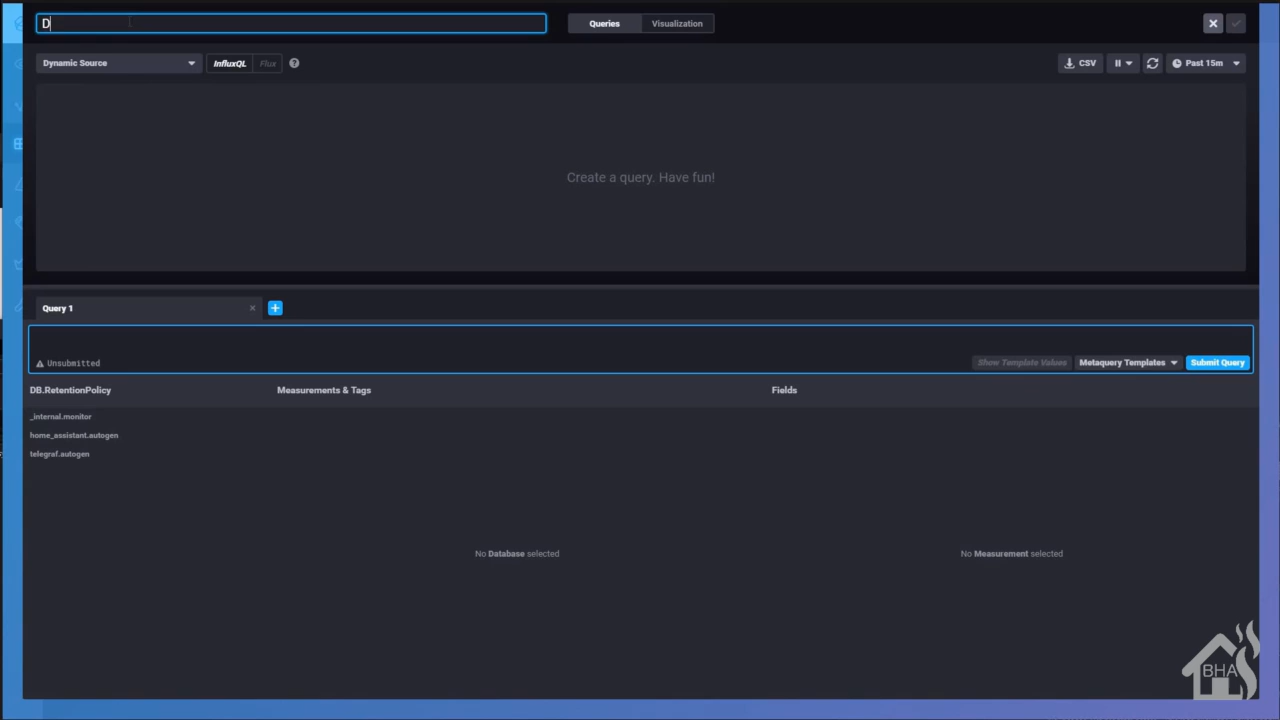 D
Queries Visualization
Dynamic Source InfluxQL Flux ? CSV Past 15m
Create a query. Have fun!
Query 1
Unsubmitted Show Template Values Metaquery Templates Submit Query
DB.RetentionPolicy Measurements & Tags Fields
_internal.monitor
home_assistant.autogen
telegraf.autogen
No Database selected No Measurement selected
BHA